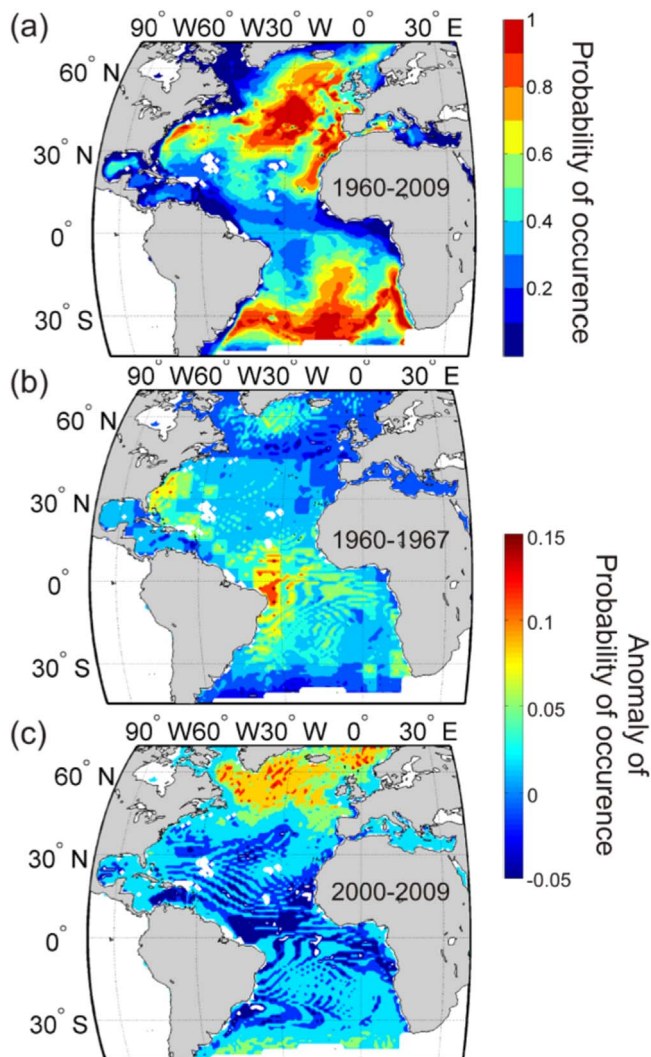 (a)
90° W60° W30° W 0° 30° E
60° N
30° N
0°
30° S
1960-2009
1
0.8
0.6
0.4
0.2
Probability of occurence
(b)
90° W60° W30° W 0° 30° E
60° N
30° N
0°
30° S
1960-1967
(c)
90° W60° W30° W 0° 30° E
60° N
30° N
0°
30° S
2000-2009
0.15
0.1
0.05
0
-0.05
Anomaly of
Probability of occurence